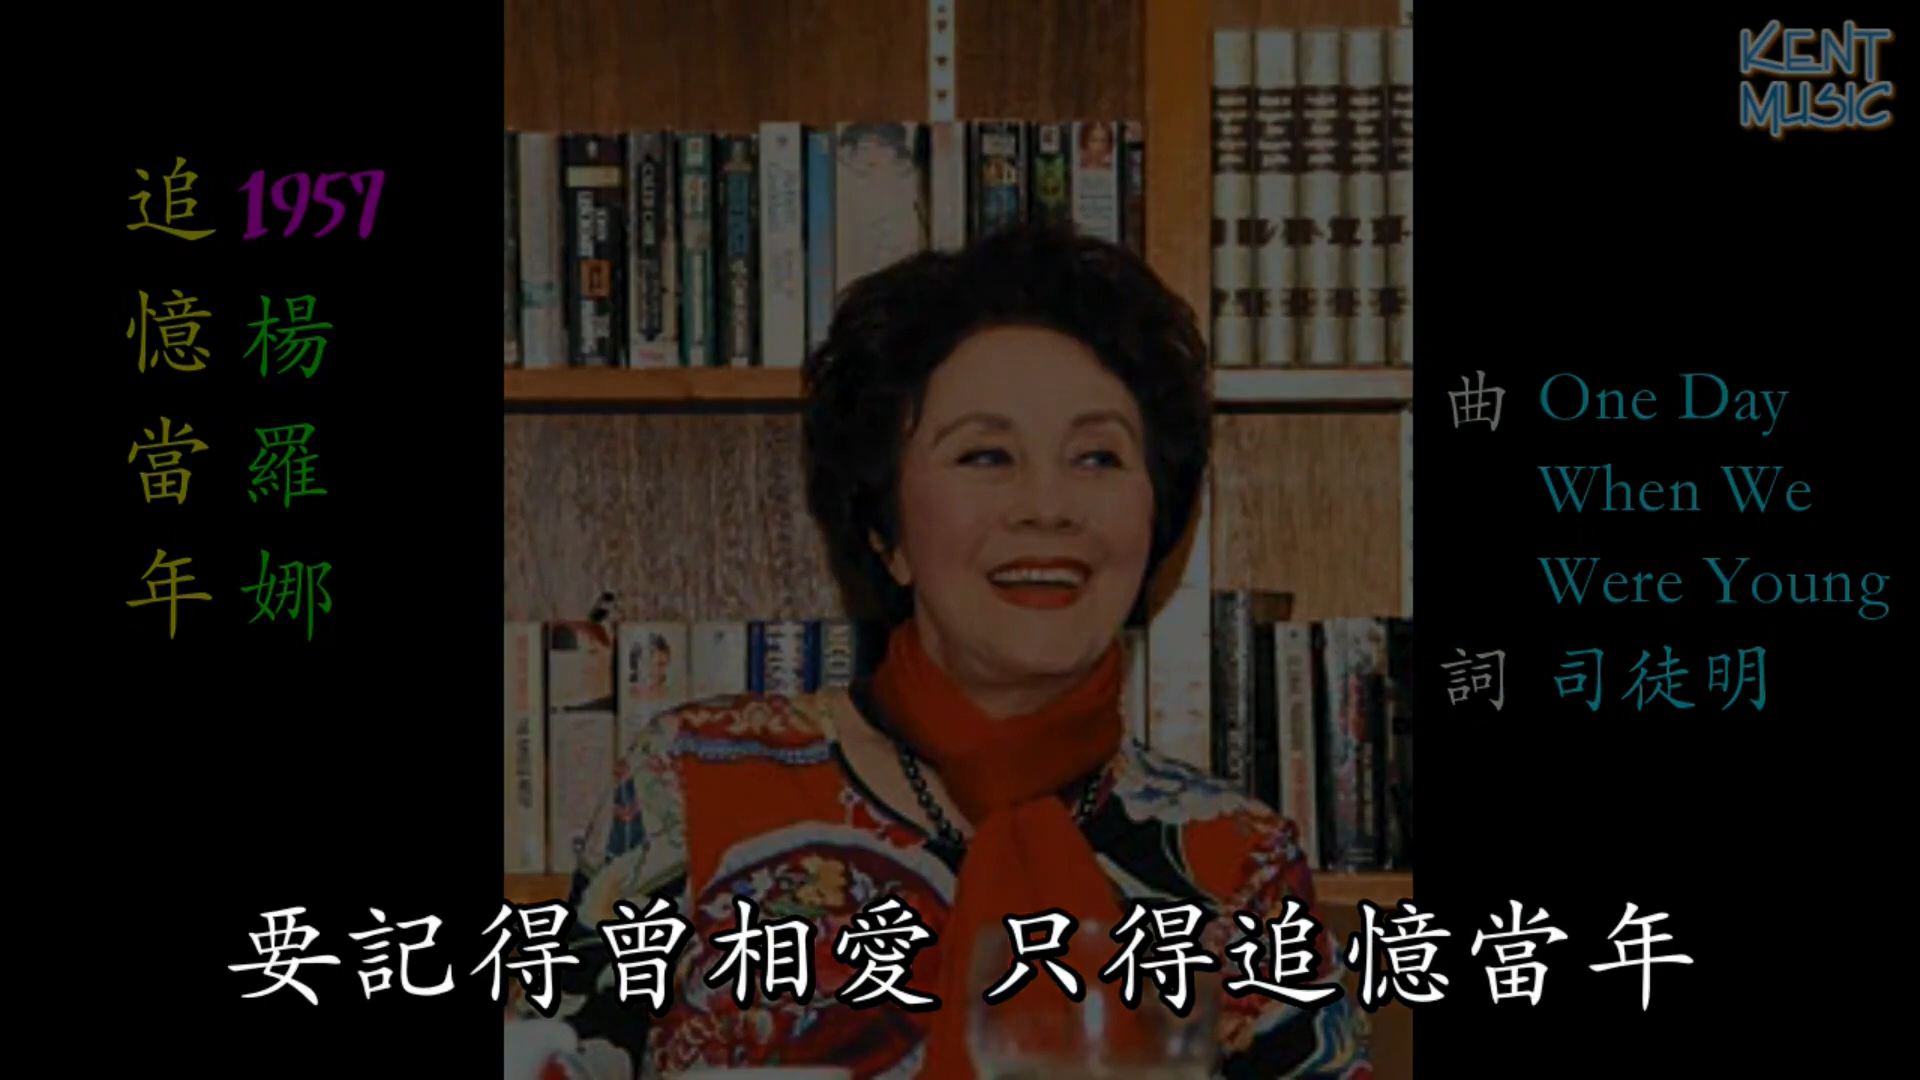 追憶當年
1957
楊羅娜
KENT
MUSIC
曲 One Day
When We
Were Young
詞 司徒明
要記得曾相愛 只得追憶當年